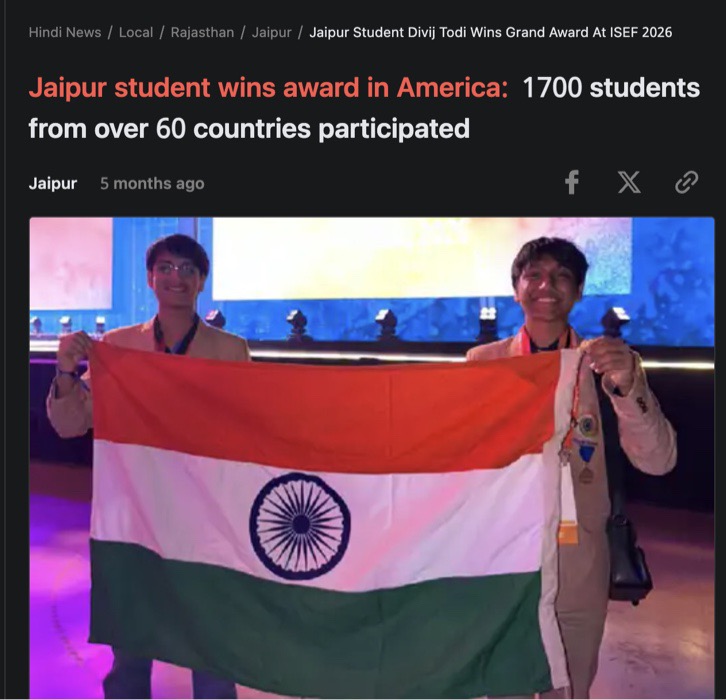 Hindi News / Local / Rajasthan / Jaipur / Jaipur Student Divij Todi Wins Grand Award At ISEF 2026
Jaipur student wins award in America: 1700 students
from over 60 countries participated
Jaipur 5 months ago